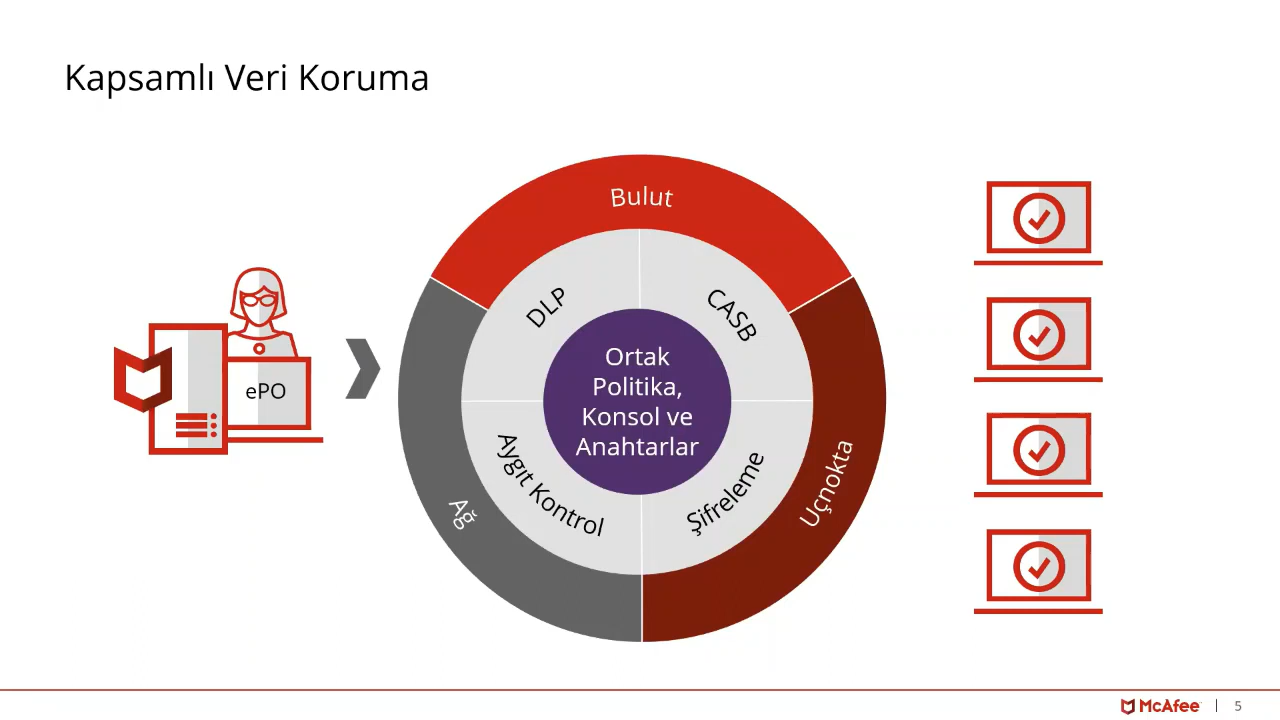 Kapsamlı Veri Koruma
Bulut
DLP
CASB
Ortak
Politika,
Konsol ve
Anahtarlar
ePO
Aygıt Kontrol
Şifreleme
Ağ
Uçnokta
McAfee | 5